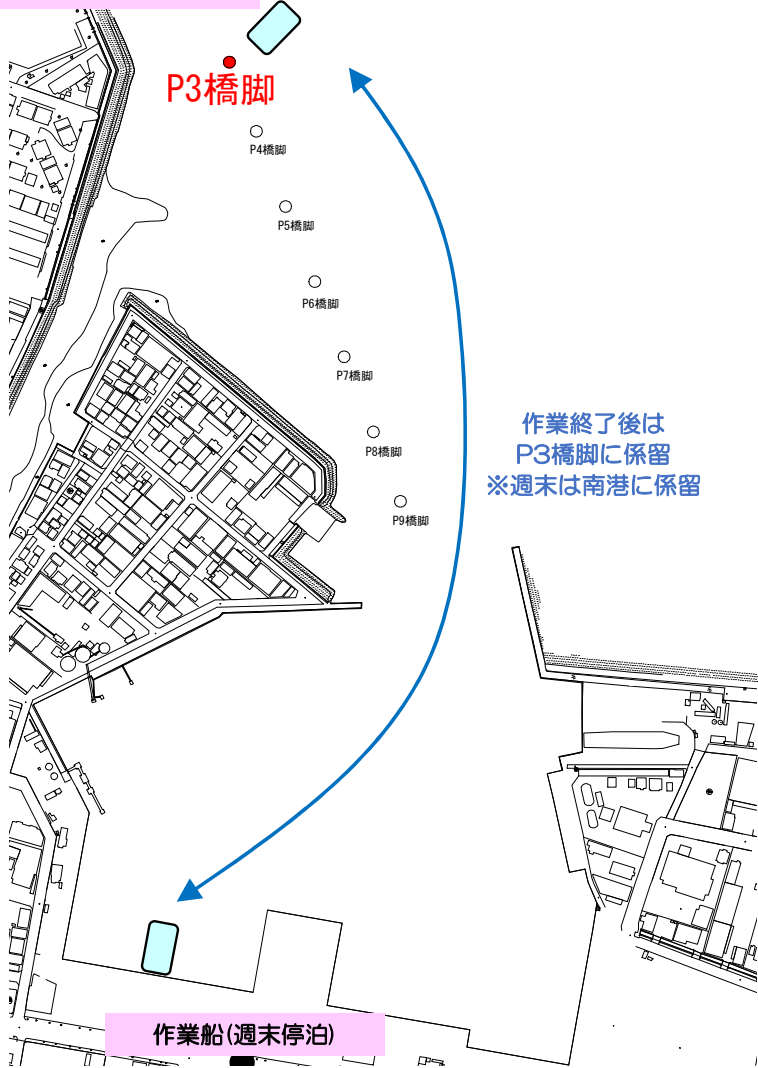 P3橋脚
P4橋脚
P5橋脚
P6橋脚
P7橋脚
P8橋脚
P9橋脚
作業終了後は
P3橋脚に係留
※週末は南港に係留
作業船(週末停泊)